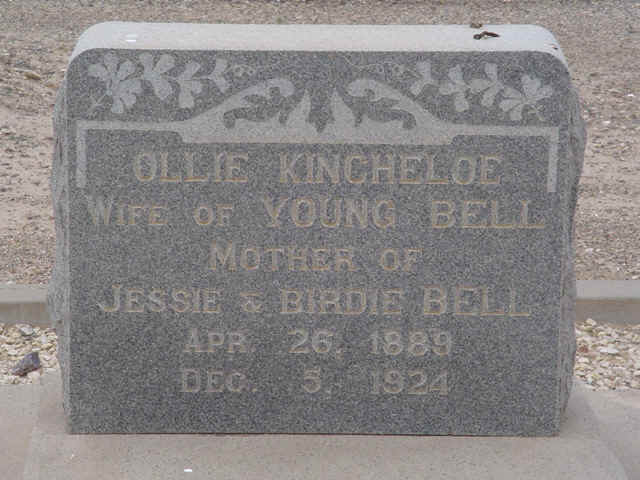 OLLIE KINCHELOE
WIFE OF YOUNG BELL
MOTHER OF
JESSIE & BIRDIE BELL
APR. 26, 1889
DEC. 5, 1924